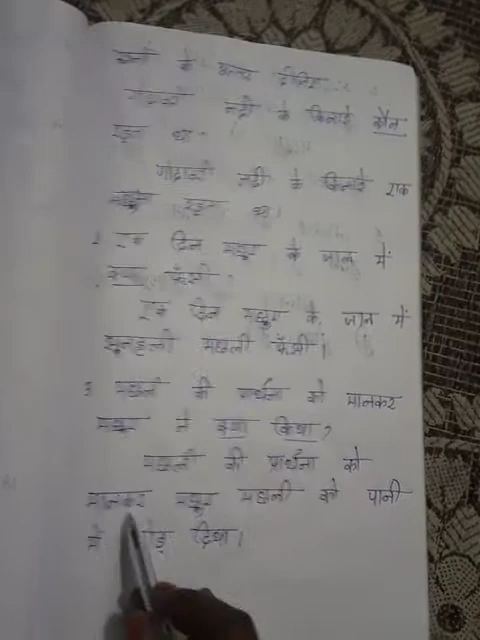 प्रश्नों के उत्तर दीजिए...
गोदावरी नदी के किनारे कौन
रहता था?
गोदावरी नदी के किनारे एक
मछुआ रहता था।
2 एक दिन मछुए के जाल में
क्या फँसी?
एक दिन मछुए के जाल में
सुनहली मछली फँसी।
3 मछली की प्रार्थना को मानकर
मछुए ने क्या किया?
मछली की प्रार्थना को
मानकर मछुए मछली को पानी
में छोड़ दिया।